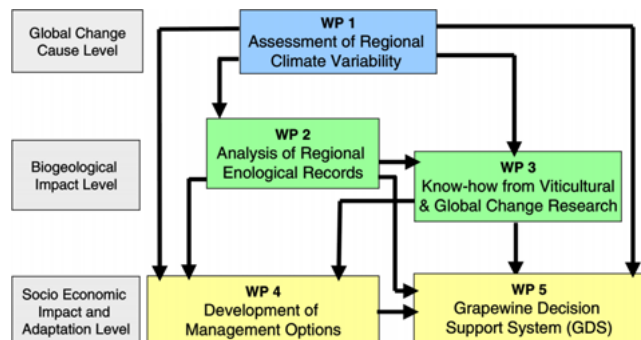 Global Change
Cause Level
WP 1
Assessment of Regional
Climate Variability
Biogeological
Impact Level
WP 2
Analysis of Regional
Enological Records
WP 3
Know-how from Viticultural
& Global Change Research
Socio Economic
Impact and
Adaptation Level
WP 4
Development of
Management Options
WP 5
Grapewine Decision
Support System (GDS)